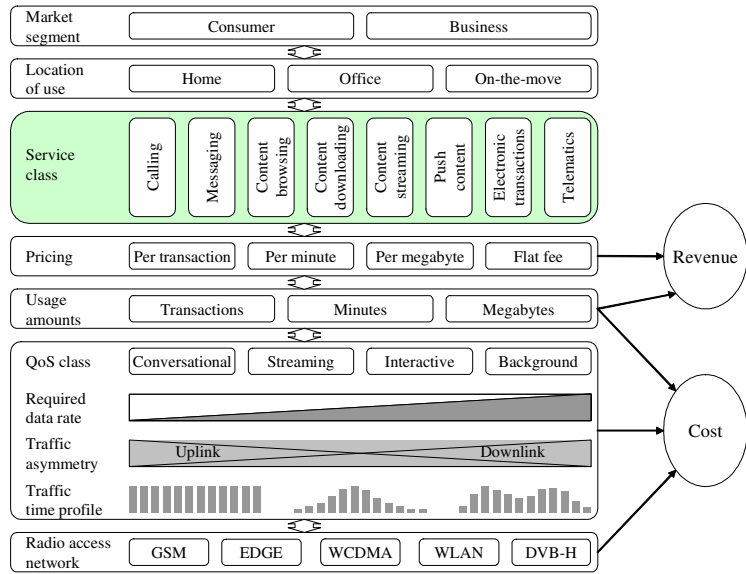 Market
segment
Consumer
Business
Location
of use
Home
Office
On-the-move
Service
class
Calling
Messaging
Content
browsing
Content
downloading
Content
streaming
Push
content
Electronic
transactions
Telematics
Pricing
Per transaction
Per minute
Per megabyte
Flat fee
Revenue
Usage
amounts
Transactions
Minutes
Megabytes
QoS class
Conversational
Streaming
Interactive
Background
Required
data rate
Cost
Traffic
asymmetry
Uplink
Downlink
Traffic
time profile
Radio access
network
GSM
EDGE
WCDMA
WLAN
DVB-H